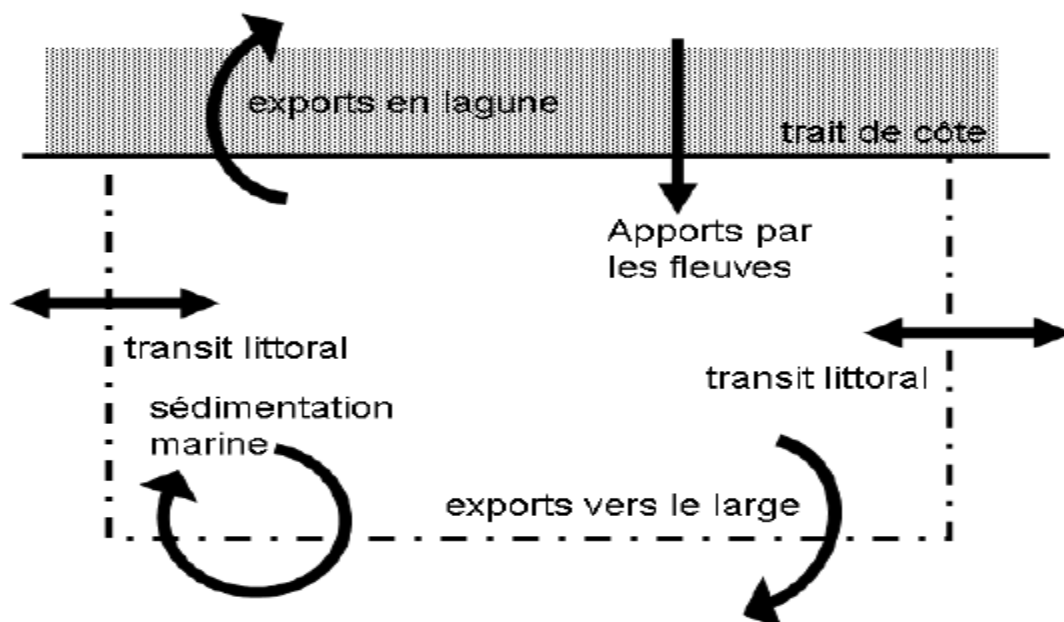 exports en lagune
trait de côte
Apports par
les fleuves
transit littoral
transit littoral
sédimentation
marine
exports vers le large